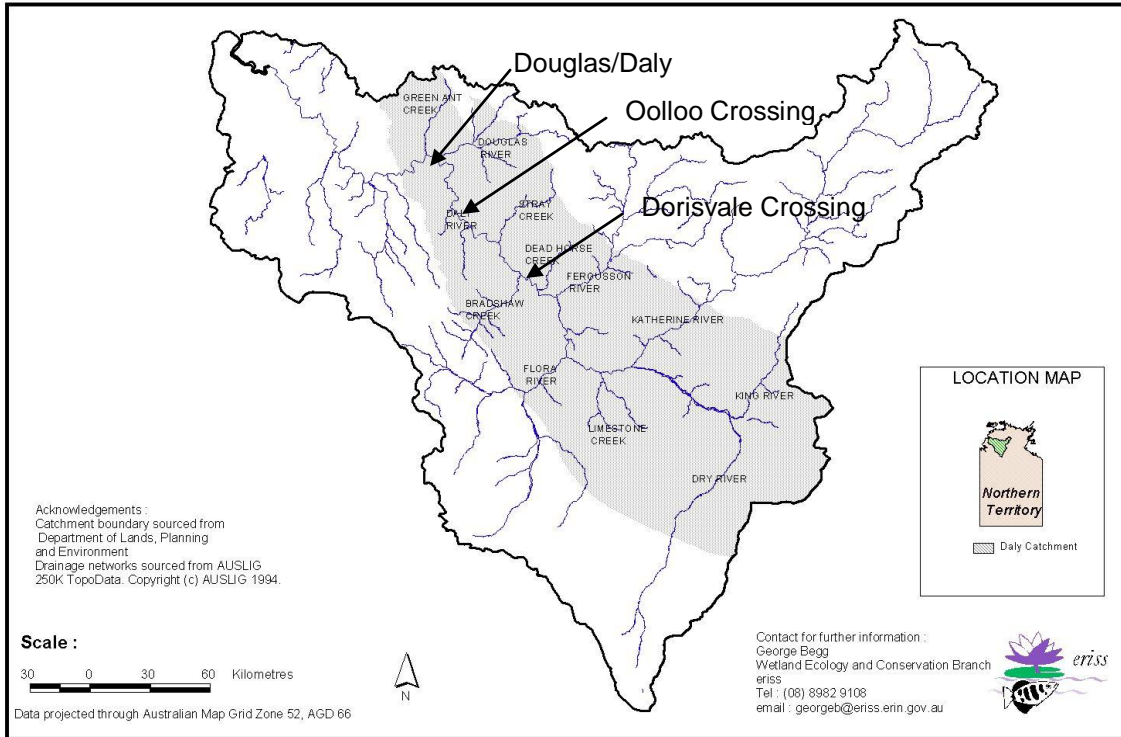 Douglas/Daly
GREEN ANT
CREEK
Oolloo Crossing
DOUGLAS
RIVER
Dorisvale Crossing
STRAY
CREEK
DALY
RIVER
DEAD HORSE
CREEK
FERGUSSON
RIVER
BRADSHAW
CREEK
KATHERINE RIVER
FLORA
RIVER
KING RIVER
LIMESTONE
CREEK
DRY RIVER
LOCATION MAP
Northern
Territory
Daly Catchment
Acknowledgements :
Catchment boundary sourced from
Department of Lands, Planning
and Environment
Drainage networks sourced from AUSLIG
250K TopoData. Copyright (c) AUSLIG 1994.
Scale :
30 0 30 60 Kilometres
N
Data projected through Australian Map Grid Zone 52, AGD 66
Contact for further information :
George Begg
Wetland Ecology and Conservation Branch
eriss
Tel : (08) 8982 9108
email : georgeb@eriss.erin.gov.au
eriss